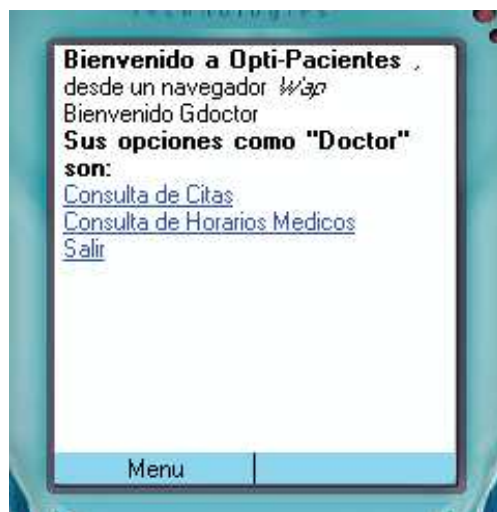 Technologies
Bienvenido a Opti-Pacientes ,
desde un navegador Wap
Bienvenido Gdoctor
Sus opciones como "Doctor"
son:
Consulta de Citas
Consulta de Horarios Medicos
Salir
Menu